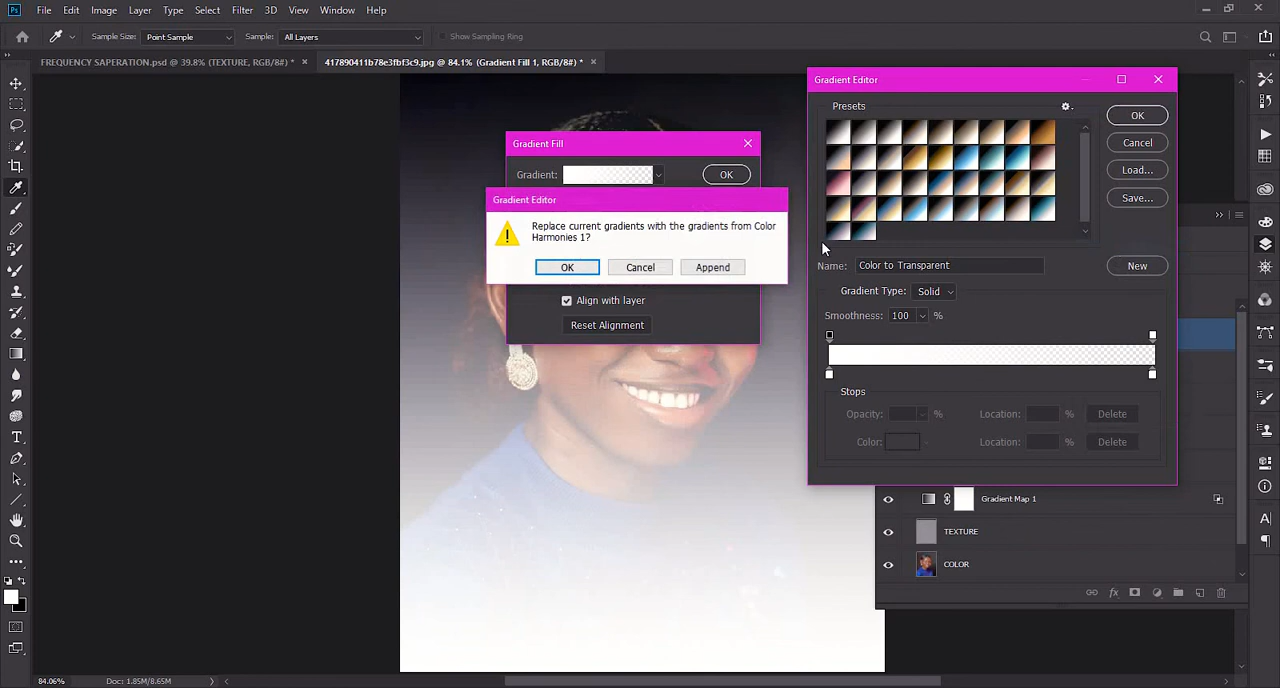 Ps File Edit Image Layer Type Select Filter 3D View Window Help
Sample Size: Point Sample Sample: All Layers Show Sampling Ring
FREQUENCY SAPERATION.psd @ 39.8% (TEXTURE, RGB/8#) * × 417890411b78e3fbf3c9.jpg @ 84.1% (Gradient Fill 1, RGB/8#) * ×
Gradient Editor
Presets
OK
Cancel
Load...
Save...
Gradient Fill
Gradient:
OK
Gradient Editor
Replace current gradients with the gradients from Color
Harmonies 1?
OK Cancel Append
Align with layer
Reset Alignment
Name: Color to Transparent New
Gradient Type: Solid
Smoothness: 100 %
Stops
Opacity: % Location: % Delete
Color: Location: % Delete
Gradient Map 1
TEXTURE
COLOR
fx
84.06% Doc: 1.85M/8.65M